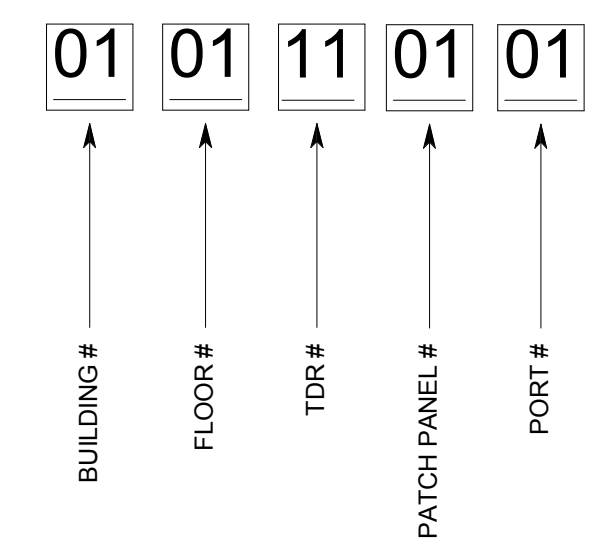 01 01 11 01 01
BUILDING #
FLOOR #
TDR #
PATCH PANEL #
PORT #